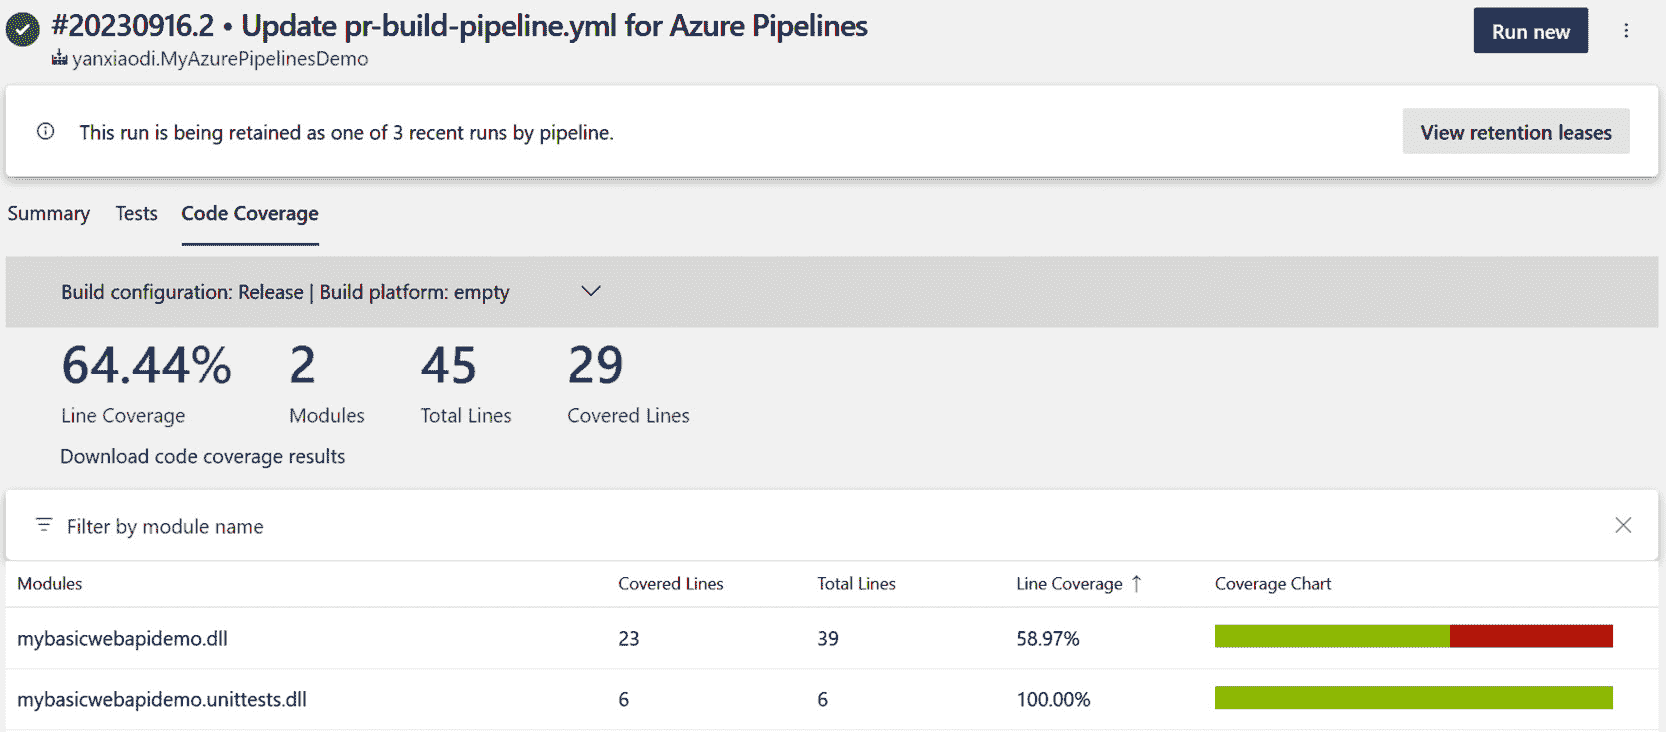 #20230916.2 • Update pr-build-pipeline.yml for Azure Pipelines
Run new
yanxiaodi.MyAzurePipelinesDemo
This run is being retained as one of 3 recent runs by pipeline.
View retention leases
Summary Tests Code Coverage
Build configuration: Release | Build platform: empty
64.44% 2 45 29
Line Coverage Modules Total Lines Covered Lines
Download code coverage results
Filter by module name
Modules Covered Lines Total Lines Line Coverage ↑ Coverage Chart
mybasicwebapidemo.dll 23 39 58.97%
mybasicwebapidemo.unittests.dll 6 6 100.00%